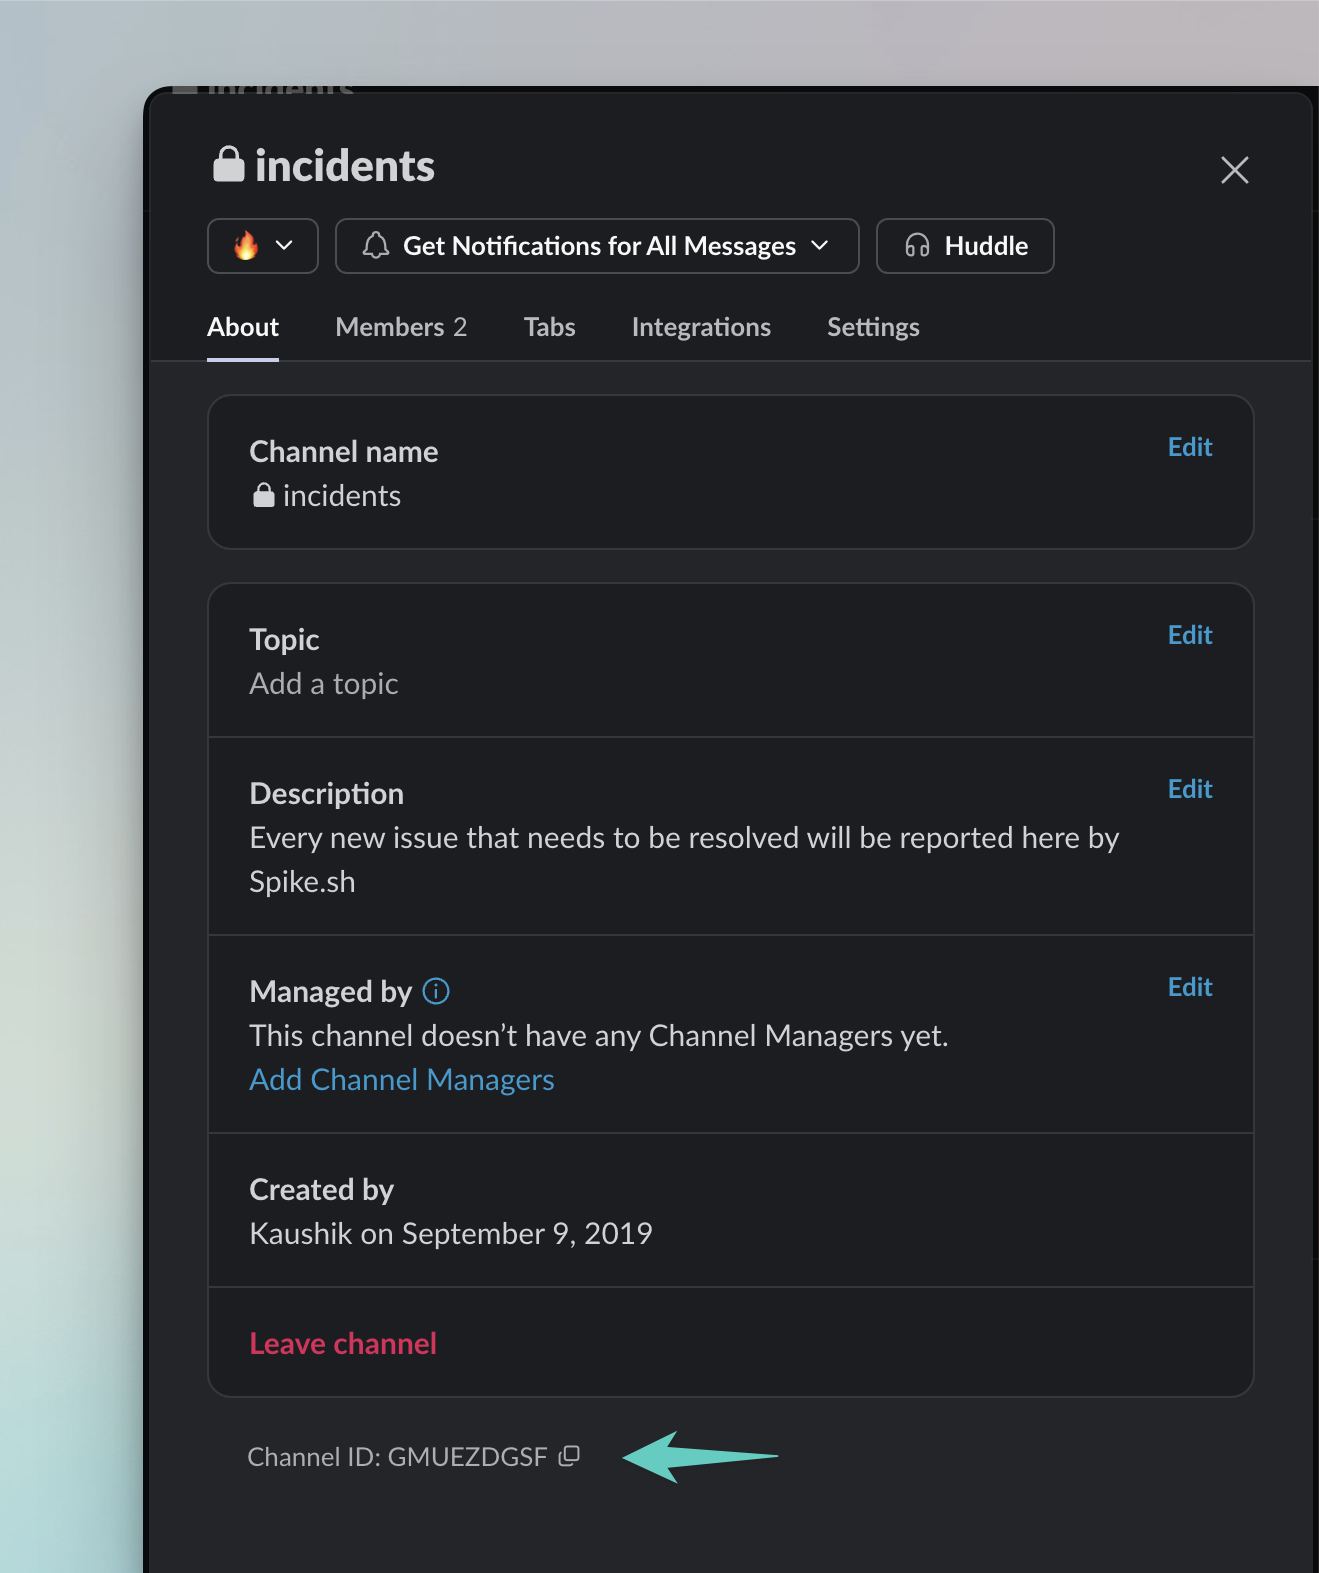 incidents
incidents
Get Notifications for All Messages
Huddle
About
Members 2
Tabs
Integrations
Settings
Channel name
Edit
incidents
Topic
Edit
Add a topic
Description
Edit
Every new issue that needs to be resolved will be reported here by
Spike.sh
Managed by
Edit
This channel doesn’t have any Channel Managers yet.
Add Channel Managers
Created by
Kaushik on September 9, 2019
Leave channel
Channel ID: GMUEZDGSF